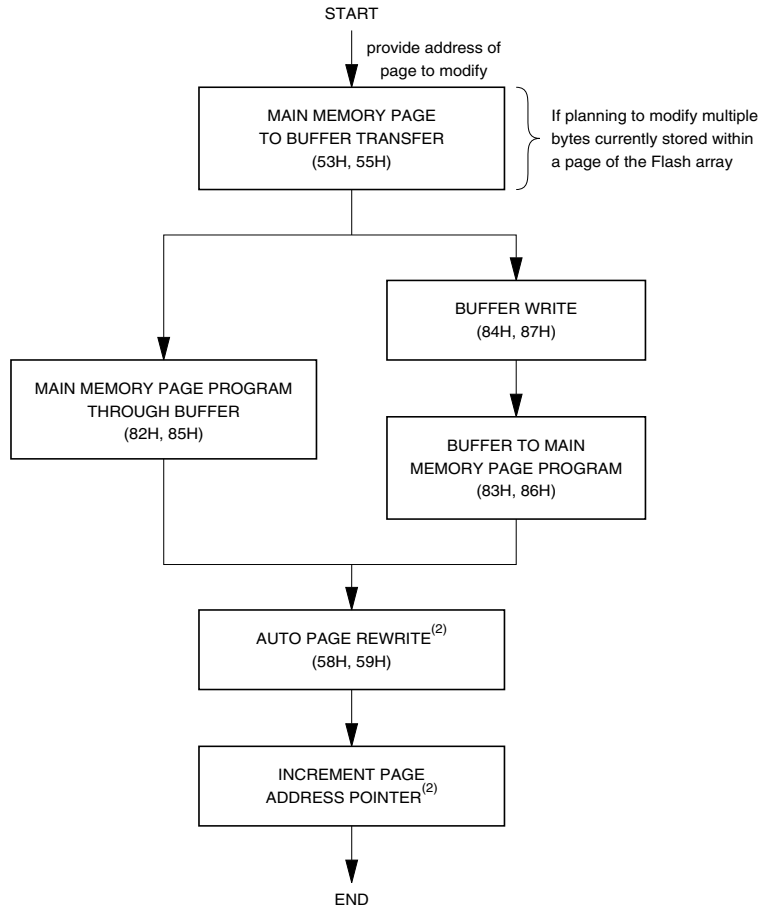 START
provide address of
page to modify
MAIN MEMORY PAGE
TO BUFFER TRANSFER
(53H, 55H)
If planning to modify multiple
bytes currently stored within
a page of the Flash array
BUFFER WRITE
(84H, 87H)
MAIN MEMORY PAGE PROGRAM
THROUGH BUFFER
(82H, 85H)
BUFFER TO MAIN
MEMORY PAGE PROGRAM
(83H, 86H)
AUTO PAGE REWRITE(2)
(58H, 59H)
INCREMENT PAGE
ADDRESS POINTER(2)
END